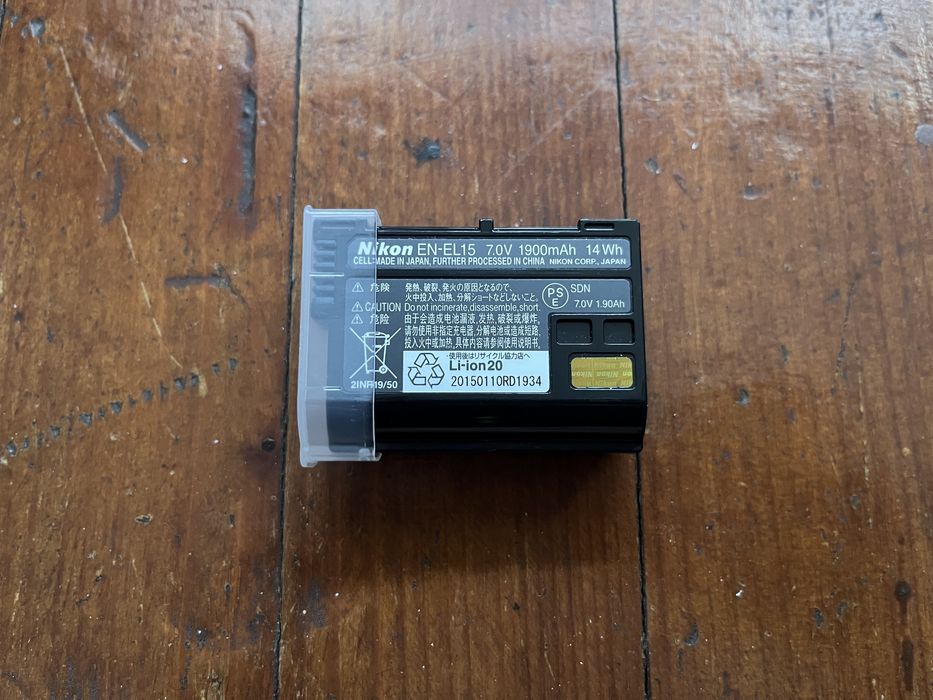 Nikon EN-EL15 7.0V 1900mAh 14Wh
CELL:MADE IN JAPAN, FURTHER PROCESSED IN CHINA NIKON CORP., JAPAN
危険 発熱、破裂、発火の原因となるので、
火中投入、加熱、分解ショートなどしないこと。
CAUTION Do not incinerate, disassemble, short.
危险 由于会造成电池漏液，发热，破裂或爆炸，
请勿使用非指定充电器，分解电池或造成短路，
投入火中或加热。具体内容请参阅使用说明书。
PS
E
SDN
7.0V 1.90Ah
2INR19/50
使用後はリサイクル協力店へ
Li-ion20
20150110RD1934
Nikon Nikon